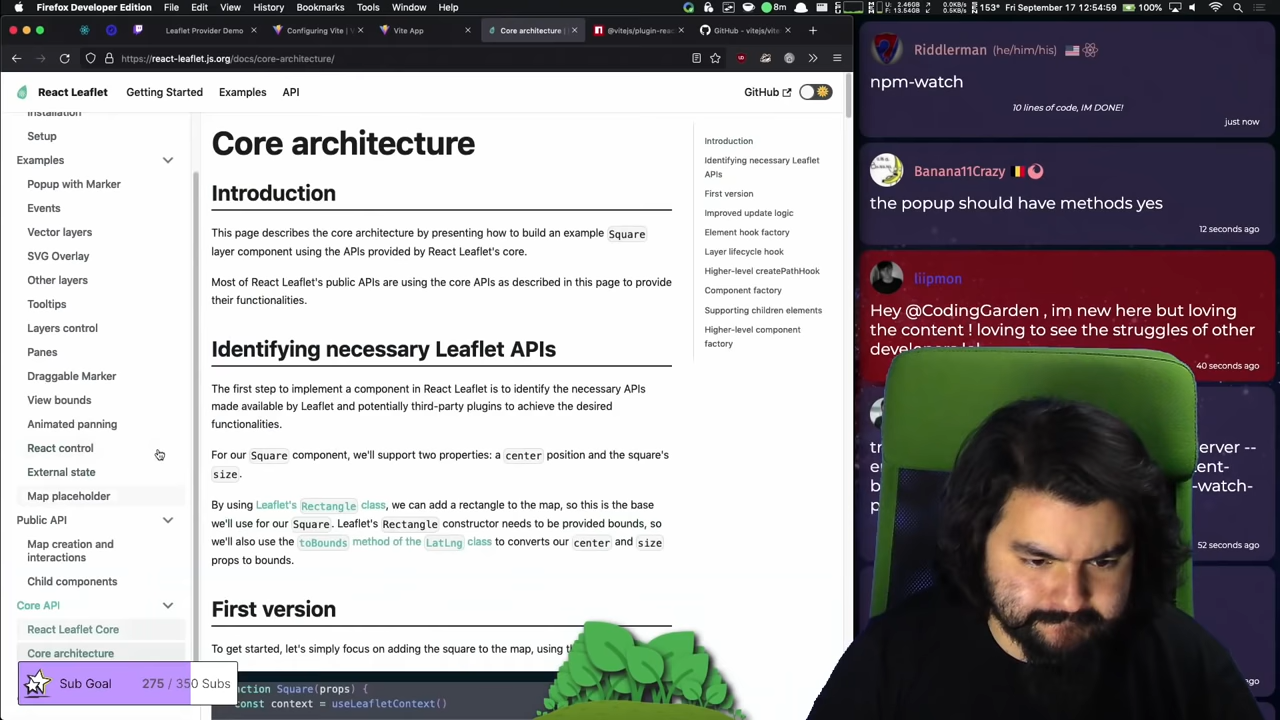 Firefox Developer Edition File Edit View History Bookmarks Tools Window Help
8m 2.46GB 0.0KB/s 153° Fri September 17 12:54:59 100%
Leaflet Provider Demo
Configuring Vite | V
Vite App
Core architecture |
@vitejs/plugin-reac
GitHub - vitejs/vite
https://react-leaflet.js.org/docs/core-architecture/
React Leaflet Getting Started Examples API GitHub
Installation
Setup
Examples
Popup with Marker
Events
Vector layers
SVG Overlay
Other layers
Tooltips
Layers control
Panes
Draggable Marker
View bounds
Animated panning
React control
External state
Map placeholder
Public API
Map creation and
interactions
Child components
Core API
React Leaflet Core
Core architecture
Sub Goal 275 / 350 Subs
Core architecture
Introduction
This page describes the core architecture by presenting how to build an example Square
layer component using the APIs provided by React Leaflet's core.
Most of React Leaflet's public APIs are using the core APIs as described in this page to provide
their functionalities.
Identifying necessary Leaflet APIs
The first step to implement a component in React Leaflet is to identify the necessary APIs
made available by Leaflet and potentially third-party plugins to achieve the desired
functionalities.
For our Square component, we'll support two properties: a center position and the square's
size.
By using Leaflet's Rectangle class, we can add a rectangle to the map, so this is the base
we'll use for our Square. Leaflet's Rectangle constructor needs to be provided bounds, so
we'll also use the toBounds method of the LatLng class to converts our center and size
props to bounds.
First version
To get started, let's simply focus on adding the square to the map, using th
nction Square(props) {
const context = useLeafletContext()
Introduction
Identifying necessary Leaflet
APIs
First version
Improved update logic
Element hook factory
Layer lifecycle hook
Higher-level createPathHook
Component factory
Supporting children elements
Higher-level component
factory
Riddlerman (he/him/his)
npm-watch
10 lines of code, IM DONE!
just now
Banana11Crazy
the popup should have methods yes
12 seconds ago
liipmon
Hey @CodingGarden , im new here but loving
the content ! loving to see the struggles of other
40 seconds ago
erver --
tent-
-watch-
52 seconds ago